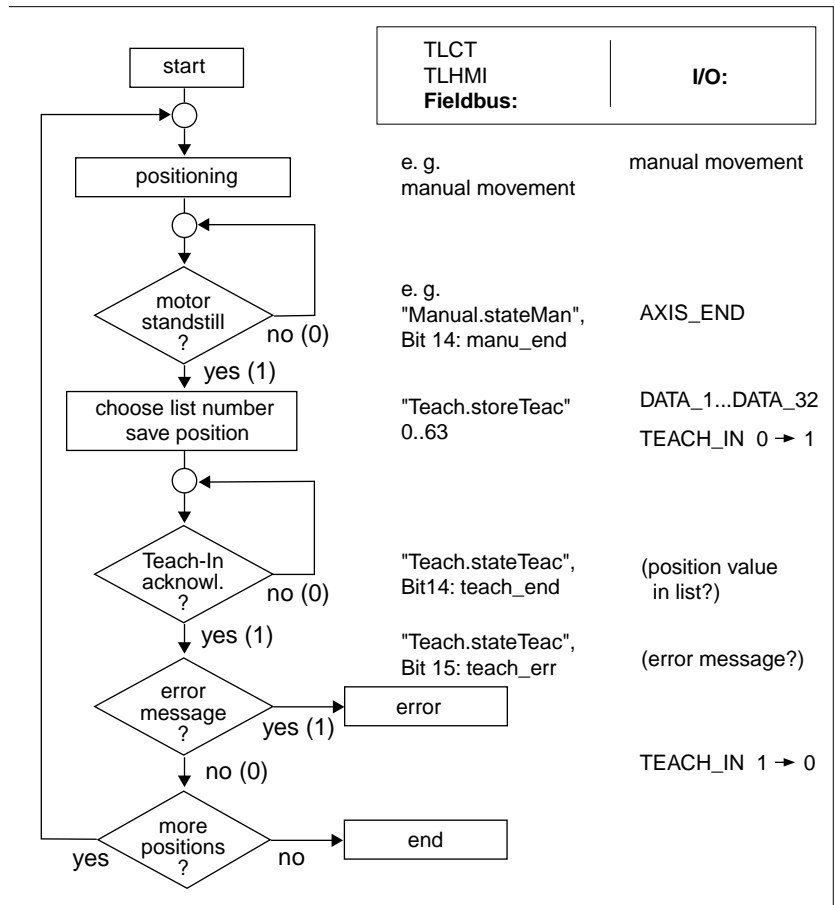 start
TLCT
TLHMI
Fieldbus:
I/O:
positioning
e. g.
manual movement
manual movement
motor
standstill
?
no (0)
yes (1)
e. g.
"Manual.stateMan",
Bit 14: manu_end
AXIS_END
choose list number
save position
"Teach.storeTeac"
0..63
DATA_1...DATA_32
TEACH_IN 0 → 1
Teach-In
acknowl.
?
no (0)
yes (1)
"Teach.stateTeac",
Bit14: teach_end
(position value
in list?)
"Teach.stateTeac",
Bit 15: teach_err
(error message?)
error
message
?
yes (1)
no (0)
error
TEACH_IN 1 → 0
more
positions
?
yes
no
end